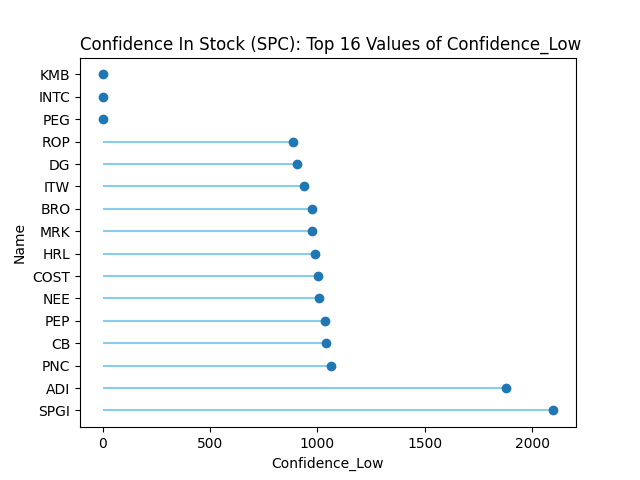 Confidence In Stock (SPC): Top 16 Values of Confidence_Low
KMB
INTC
PEG
ROP
DG
ITW
BRO
MRK
HRL
COST
NEE
PEP
CB
PNC
ADI
SPGI
Name
0 500 1000 1500 2000
Confidence_Low